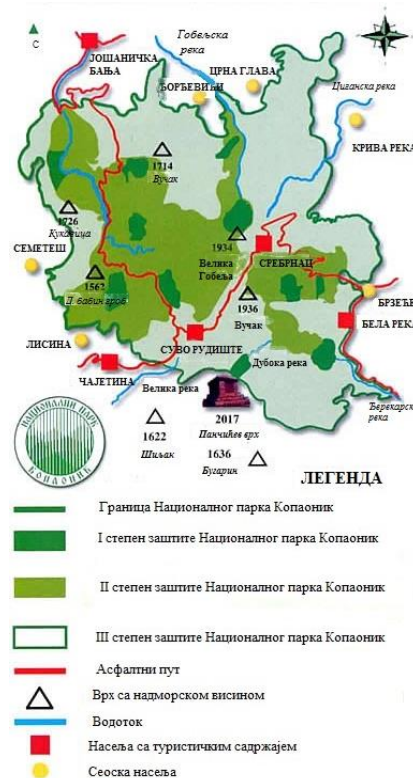 С
ЈОШАНИЧКА
БАЊА
Гобељска
река
БОРЂЕВИЋИ
ЦРНА ГЛАВА
Циганска река
КРИВА РЕКА
1714
Вучак
1726
Кукавица
СЕМЕТЕШ
1934
Велика
Гобеља
СРЕБРНАЦ
1562
П. бабин гроб
1936
Вучак
БРЗЕЋЕ
БЕЛА РЕКА
ЛИСИНА
СУВО РУДИШТЕ
Дубока река
ЧАЈЕТИНА
Велика река
2017
Панчићев врх
1622
Шиљак
1636
Бугарин
река
НАЦИОНАЛНИ ПАРК
КОПАОНИК
ЛЕГЕНДА
Граница Националног парка Копаоник
I степен заштите Националног парка Копаоник
II степен заштите Националног парка Копаоник
III степен заштите Националног парка Копаоник
Асфалтни пут
Врх са надморском висином
Водоток
Насеља са туристичким садржајем
Сеоска насеља